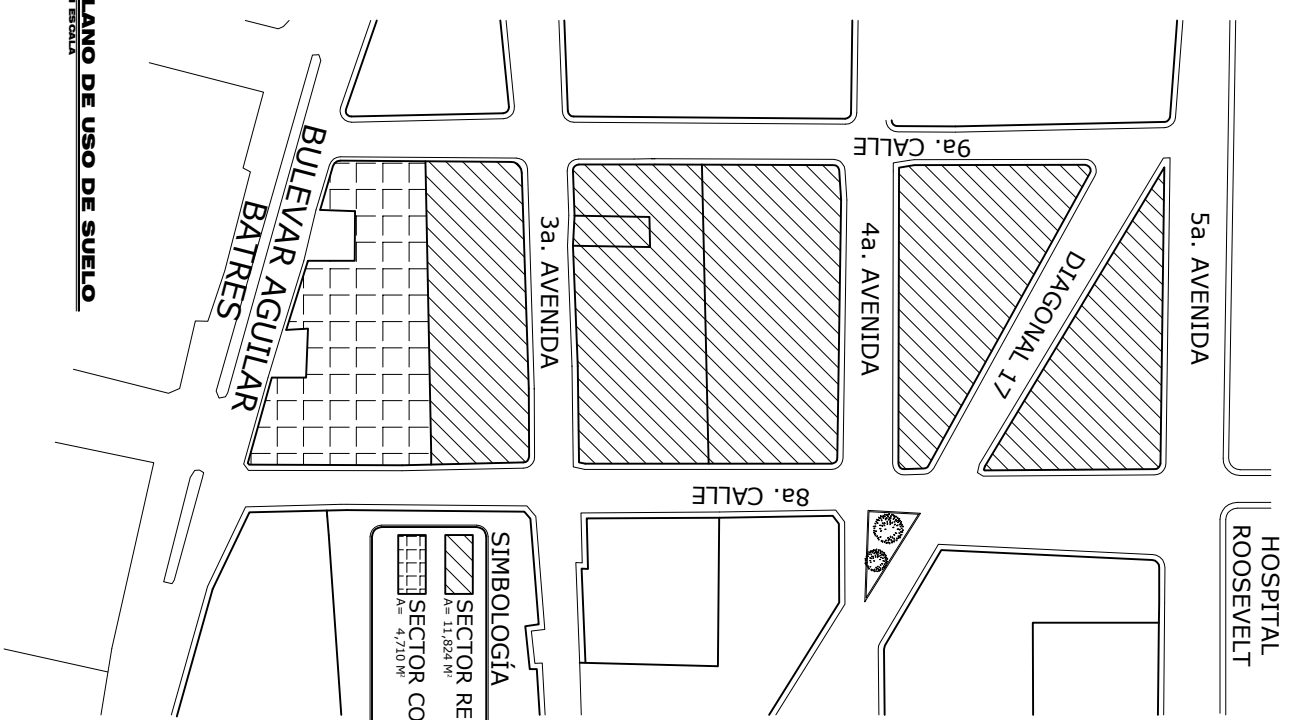 LANO DE USO DE SUELO
ESCALA
BULEVAR AGUILAR
BATRES
3a. AVENIDA
4a. AVENIDA
5a. AVENIDA
DIAGONAL 17
9a. CALLE
8a. CALLE
HOSPITAL
ROOSEVELT
SIMBOLOGÍA
SECTOR RE
A= 11,824 M²
SECTOR CO
A= 4,710 M²